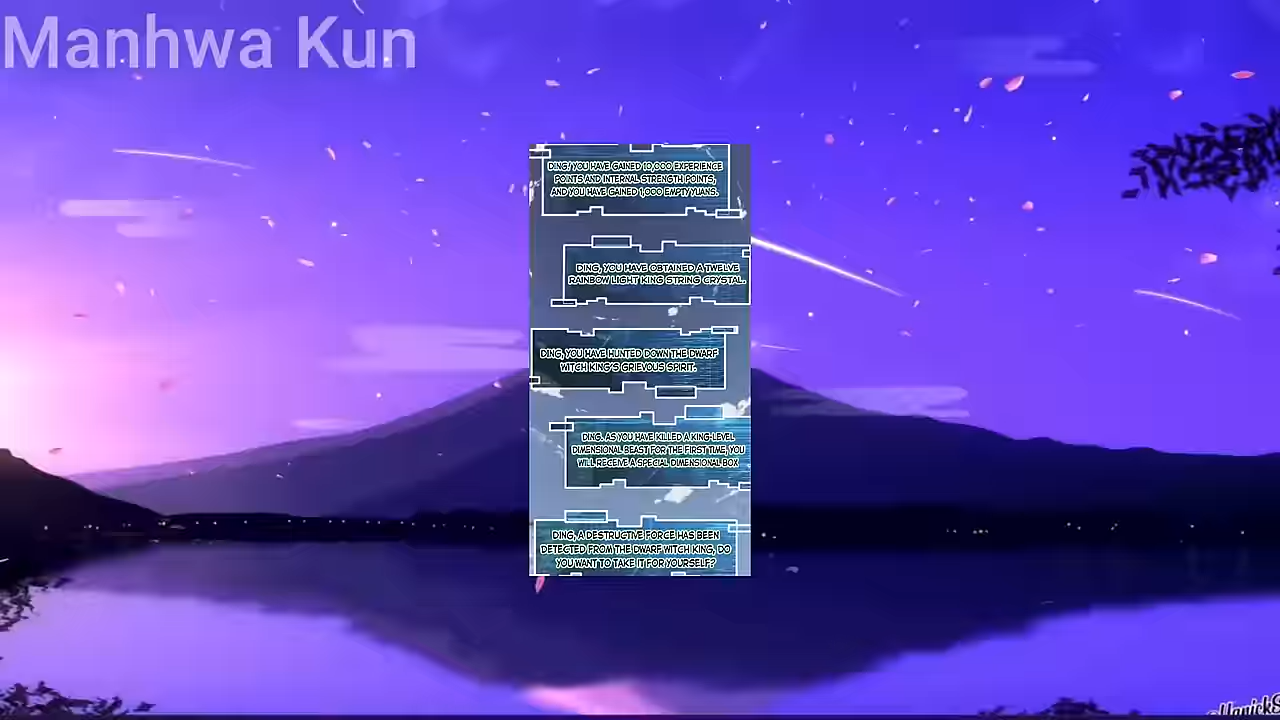 Manhwa Kun
DING! YOU HAVE GAINED 10,000 EXPERIENCE
POINTS AND INTERNAL STRENGTH POINTS,
AND YOU HAVE GAINED 1,000 EMPTY YUANS.
DING, YOU HAVE OBTAINED A TWELVE
RAINBOW LIGHT KING STRING CRYSTAL.
DING, YOU HAVE HUNTED DOWN THE DWARF
WITCH KING'S GRIEVOUS SPIRIT.
DING. AS YOU HAVE KILLED A KING-LEVEL
DIMENSIONAL BEAST FOR THE FIRST TIME, YOU
WILL RECEIVE A SPECIAL DIMENSIONAL BOX
DING, A DESTRUCTIVE FORCE HAS BEEN
DETECTED FROM THE DWARF WITCH KING, DO
YOU WANT TO TAKE IT FOR YOURSELF?